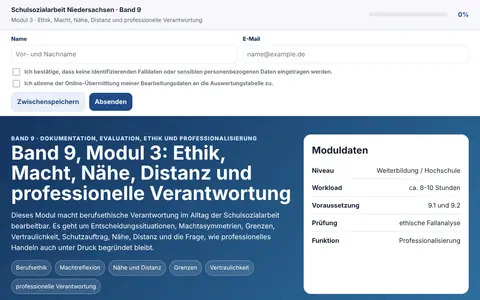 Schulsozialarbeit Niedersachsen · Band 9
Modul 3 · Ethik, Macht, Nähe, Distanz und professionelle Verantwortung
0%
Name
E-Mail
Vor- und Nachname
name@example.de
Ich bestätige, dass keine identifizierenden Falldaten oder sensiblen personenbezogenen Daten eingetragen werden.
Ich stimme der Online-Übermittlung meiner Bearbeitungsdaten an die Auswertungstabelle zu.
Zwischenspeichern
Absenden
BAND 9 · DOKUMENTATION, EVALUATION, ETHIK UND PROFESSIONALISIERUNG
Band 9, Modul 3: Ethik,
Macht, Nähe, Distanz und
professionelle Verantwortung
Dieses Modul macht berufsethische Verantwortung im Alltag der Schulsozialarbeit
bearbeitbar. Es geht um Entscheidungssituationen, Machtasymmetrien, Grenzen,
Vertraulichkeit, Schutzauftrag, Nähe, Distanz und die Frage, wie professionelles
Handeln auch unter Druck begründet bleibt.
Berufsethik
Machtreflexion
Nähe und Distanz
Grenzen
Vertraulichkeit
professionelle Verantwortung
Moduldaten
Niveau Weiterbildung / Hochschule
Workload ca. 8-10 Stunden
Voraussetzung 9.1 und 9.2
Prüfung ethische Fallanalyse
Funktion Professionalisierung